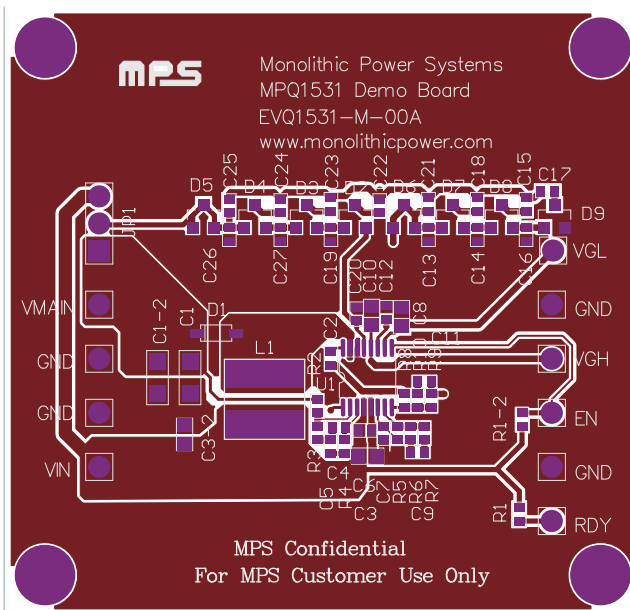 mps
Monolithic Power Systems
MPQ1531 Demo Board
EVQ1531-M-00A
www.monolithicpower.com
C25
C24
C23
C22
C21
C18
C15
C17
D5
D4
D3
D6
D7
D8
D9
JP1
C26
C27
C19
C13
C14
C16
VGL
C20
C10
C12
C8
VMAIN
GND
D1
C1-2
C1
C2
C11
L1
R2
GND
VGH
U1
GND
EN
R1-2
C3-2
R3
VIN
C4
GND
C5
R4
C6
C7
R5
R6
R7
C3
C9
R1
RDY
MPS Confidential
For MPS Customer Use Only